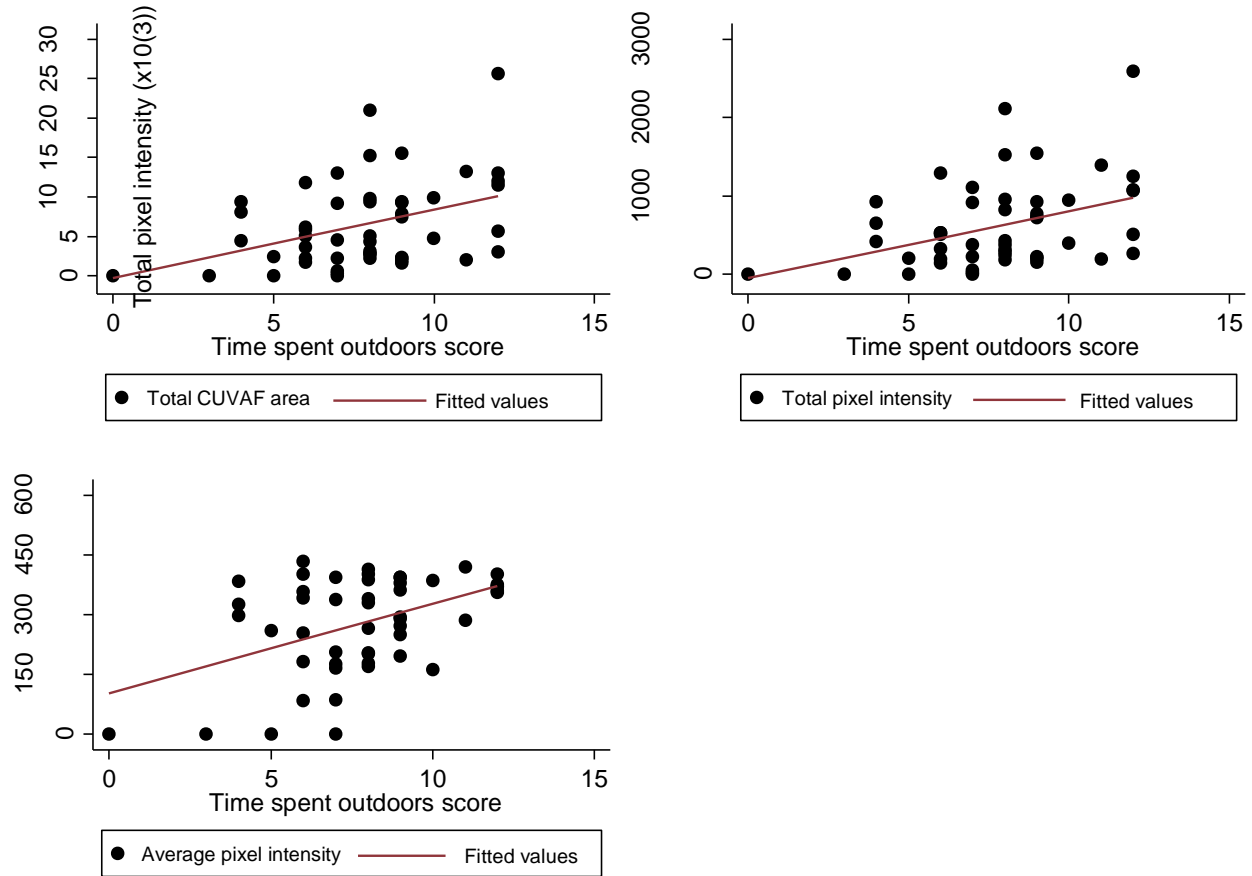 30
25
20
15
10
5
0
Total pixel intensity (x10(3))
0 5 10 15
Time spent outdoors score
Total CUVAF area Fitted values
3000
2000
1000
0
0 5 10 15
Time spent outdoors score
Total pixel intensity Fitted values
600
450
300
150
0
0 5 10 15
Time spent outdoors score
Average pixel intensity Fitted values